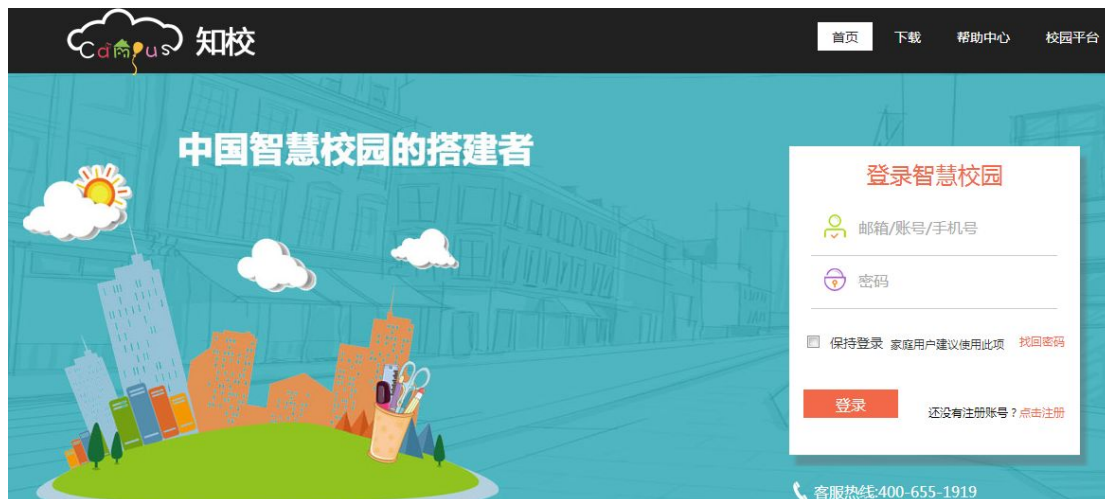 Campus 知校
首页 下载 帮助中心 校园平台
中国智慧校园的搭建者
登录智慧校园
邮箱/账号/手机号
密码
保持登录 家庭用户建议使用此项 找回密码
登录 还没有注册账号？点击注册
客服热线:400-655-1919